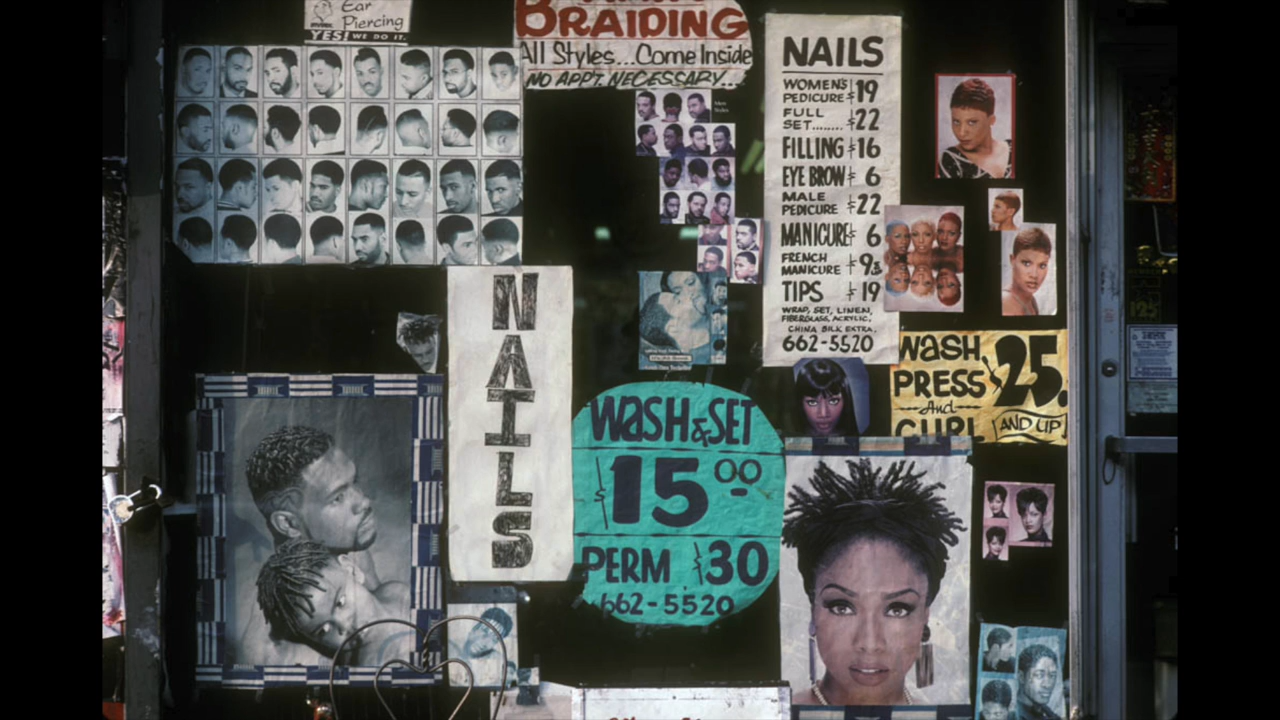 Ear
Piercing
YES! WE DO IT.
BRAIDING
All Styles...Come Inside
NO APP'T. NECESSARY...
NAILS
WOMEN'S
PEDICURE $19
FULL
SET........ $22
FILLING $16
EYE BROW $6
MALE
PEDICURE $22
MANICURE $6
FRENCH
MANICURE $9.5
TIPS $19
WRAP, SET, LINEN,
FIBERGLASS, ACRYLIC,
CHINA SILK EXTRA.
662-5520
NAILS
WASH & SET
$15 00
PERM $30
662-5520
WASH
PRESS
And
CURL
$25.
AND UP